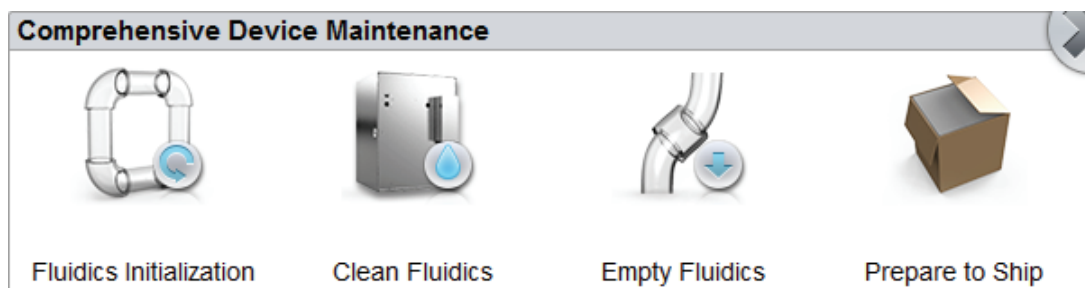 Comprehensive Device Maintenance
Fluidics Initialization
Clean Fluidics
Empty Fluidics
Prepare to Ship